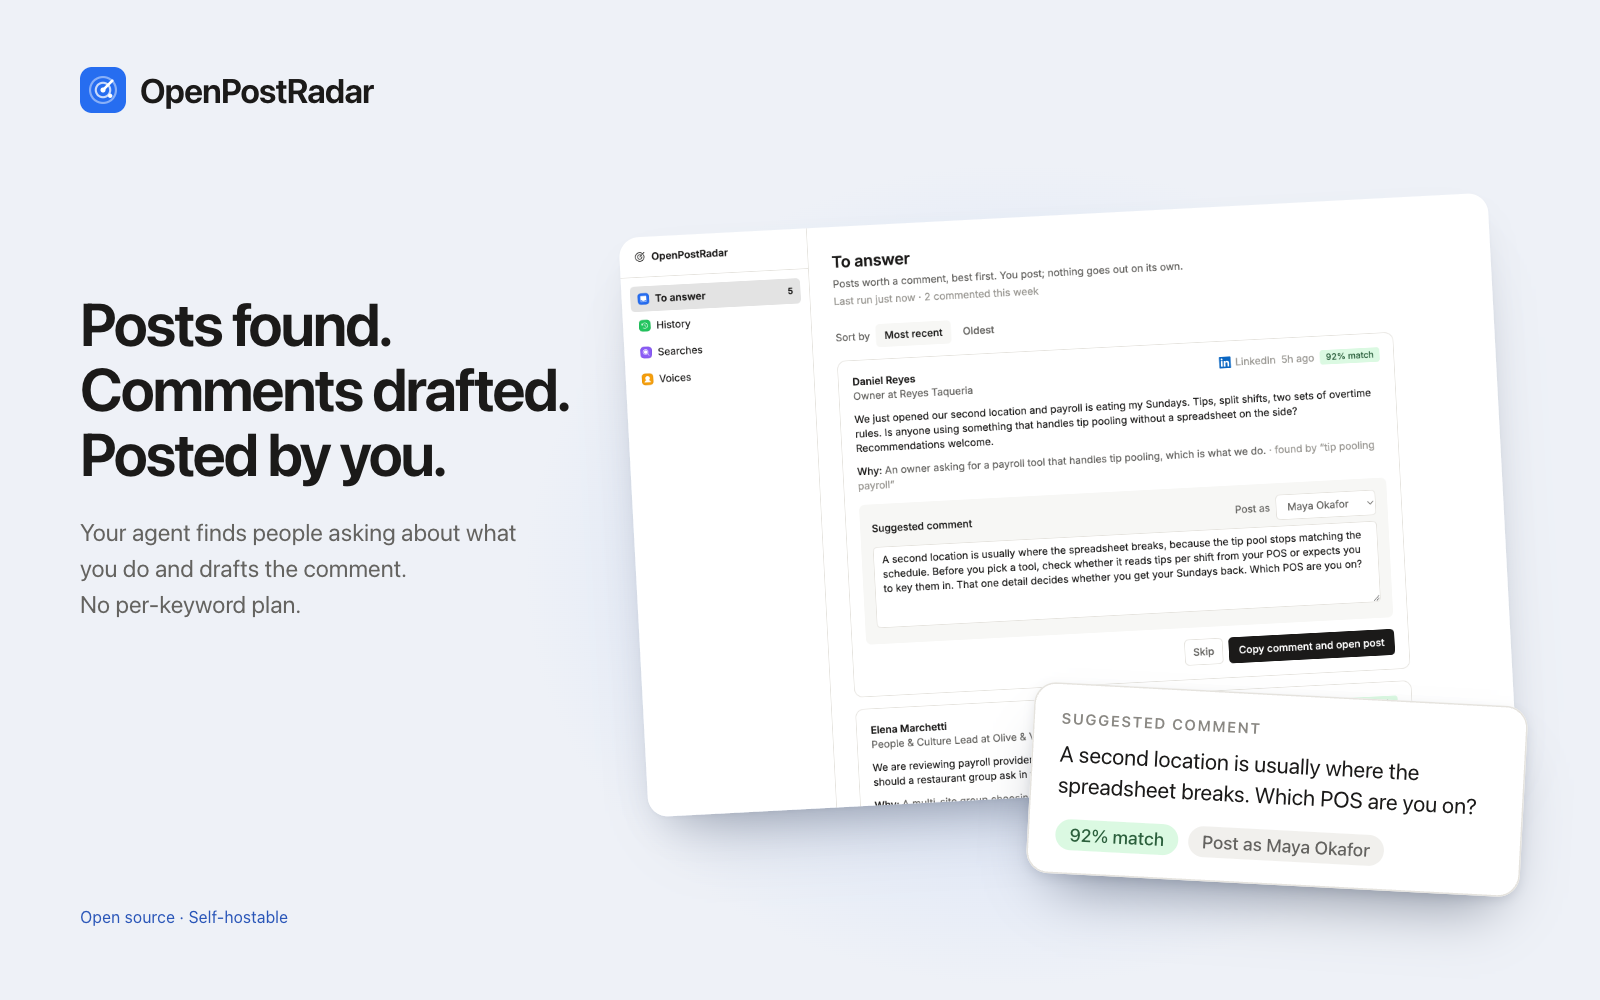 OpenPostRadar
Posts found.
Comments drafted.
Posted by you.
Your agent finds people asking about what
you do and drafts the comment.
No per-keyword plan.
Open source · Self-hostable
OpenPostRadar
To answer 5
History
Searches
Voices
To answer
Posts worth a comment, best first. You post; nothing goes out on its own.
Last run just now · 2 commented this week
Sort by Most recent Oldest
Daniel Reyes
Owner at Reyes Taqueria
LinkedIn 5h ago 92% match
We just opened our second location and payroll is eating my Sundays. Tips, split shifts, two sets of overtime
rules. Is anyone using something that handles tip pooling without a spreadsheet on the side?
Recommendations welcome.
Why: An owner asking for a payroll tool that handles tip pooling, which is what we do. · found by “tip pooling
payroll”
Suggested comment
Post as Maya Okafor
A second location is usually where the spreadsheet breaks, because the tip pool stops matching the
schedule. Before you pick a tool, check whether it reads tips per shift from your POS or expects you
to key them in. That one detail decides whether you get your Sundays back. Which POS are you on?
Skip Copy comment and open post
Elena Marchetti
People & Culture Lead at Olive &
We are reviewing payroll provider
should a restaurant group ask in
Why: A multi-site group choosin
SUGGESTED COMMENT
A second location is usually where the
spreadsheet breaks. Which POS are you on?
92% match Post as Maya Okafor